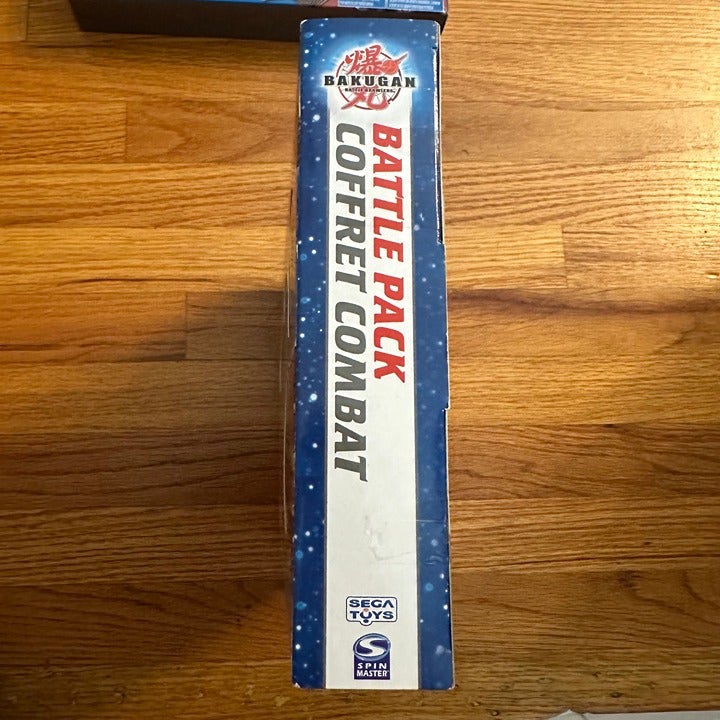 爆
BAKUGAN
BATTLE BRAWLERS
丸
BATTLE PACK
COFFRET COMBAT
SEGA
TOYS
SPIN
MASTER